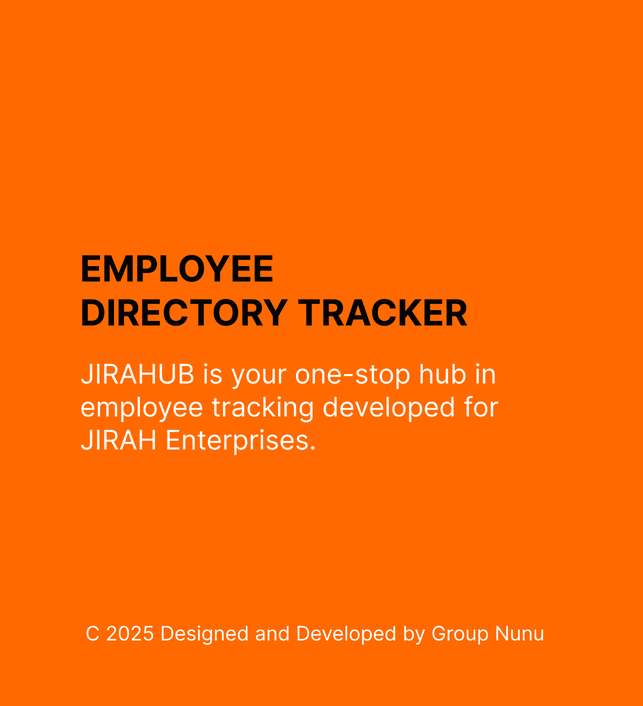 EMPLOYEE
DIRECTORY TRACKER
JIRAHUB is your one-stop hub in
employee tracking developed for
JIRAH Enterprises.
C 2025 Designed and Developed by Group Nunu